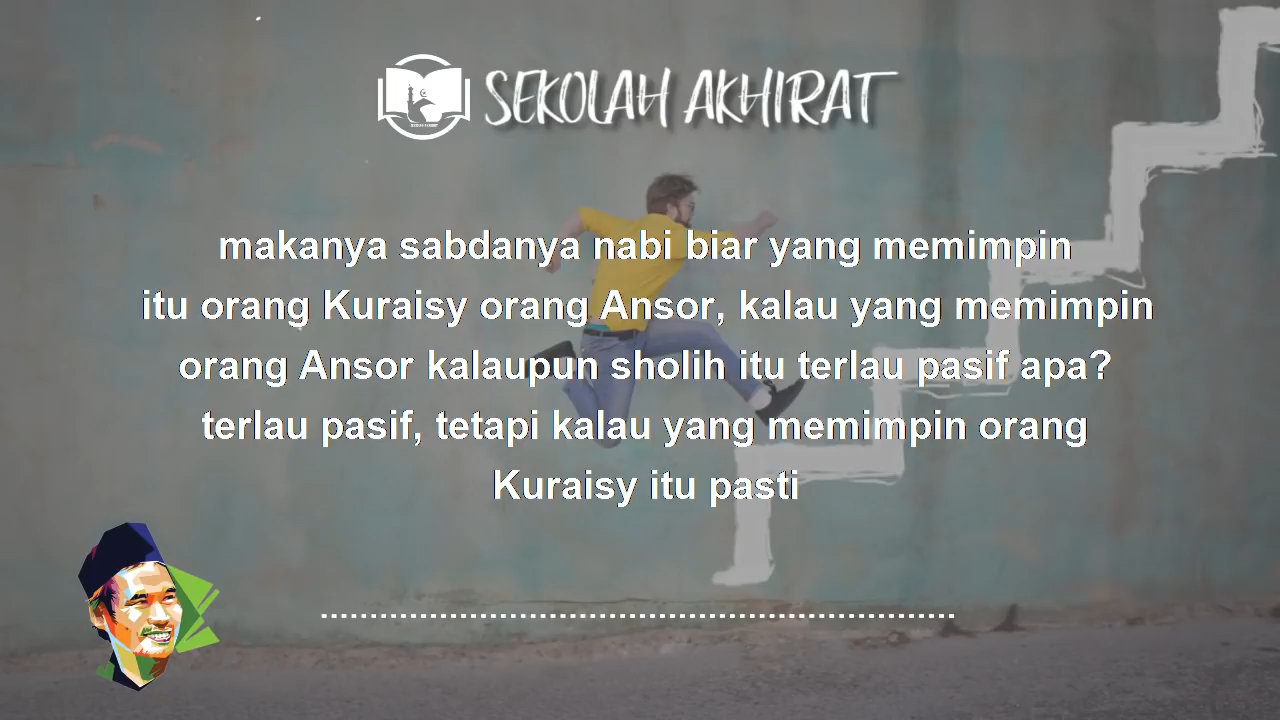 SEKOLAH AKHIRAT
makanya sabdanya nabi biar yang memimpin
itu orang Kuraisy orang Ansor, kalau yang memimpin
orang Ansor kalaupun sholih itu terlau pasif apa?
terlau pasif, tetapi kalau yang memimpin orang
Kuraisy itu pasti
................................................................